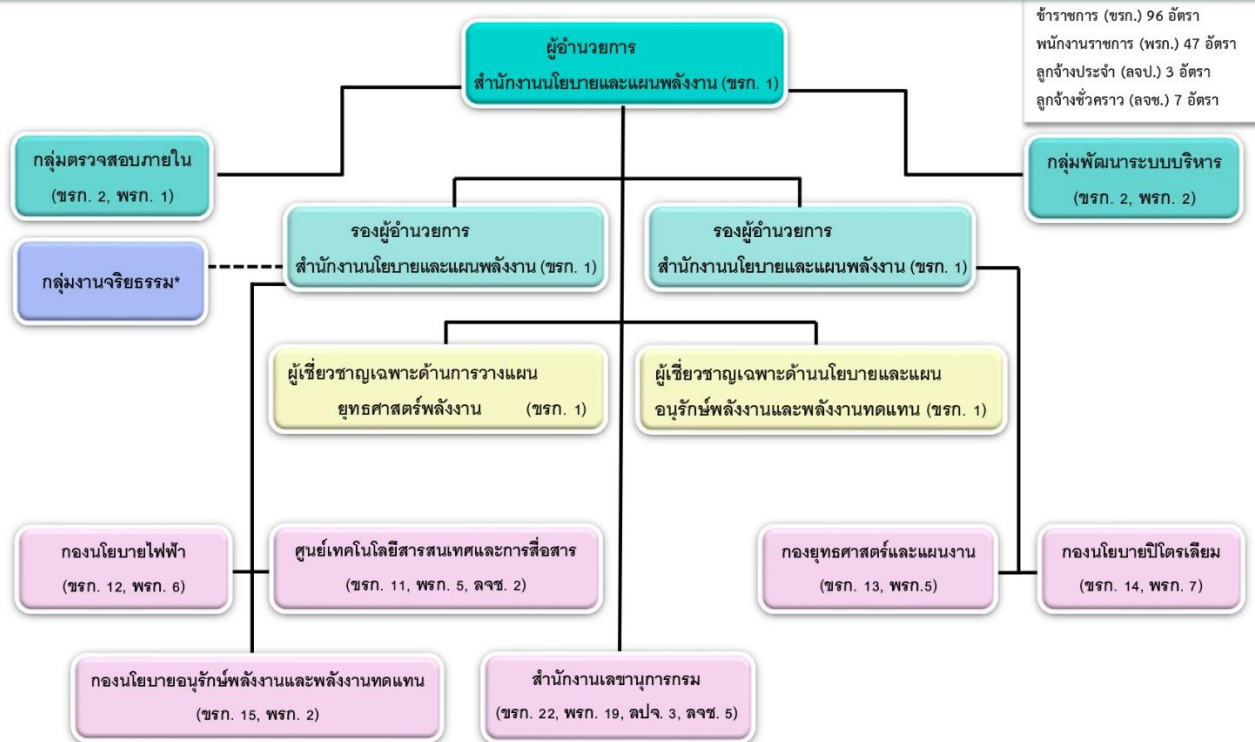 ข้าราชการ (ขรก.) 96 อัตรา
พนักงานราชการ (พรก.) 47 อัตรา
ลูกจ้างประจำ (ลจป.) 3 อัตรา
ลูกจ้างชั่วคราว (ลจช.) 7 อัตรา
ผู้อำนวยการ
สำนักงานนโยบายและแผนพลังงาน (ขรก. 1)
กลุ่มตรวจสอบภายใน
(ขรก. 2, พรก. 1)
กลุ่มพัฒนาระบบบริหาร
(ขรก. 2, พรก. 2)
รองผู้อำนวยการ
สำนักงานนโยบายและแผนพลังงาน (ขรก. 1)
รองผู้อำนวยการ
สำนักงานนโยบายและแผนพลังงาน (ขรก. 1)
กลุ่มงานจริยธรรม*
ผู้เชี่ยวชาญเฉพาะด้านการวางแผน
ยุทธศาสตร์พลังงาน (ขรก. 1)
ผู้เชี่ยวชาญเฉพาะด้านนโยบายและแผน
อนุรักษ์พลังงานและพลังงานทดแทน (ขรก. 1)
กองนโยบายไฟฟ้า
(ขรก. 12, พรก. 6)
ศูนย์เทคโนโลยีสารสนเทศและการสื่อสาร
(ขรก. 11, พรก. 5, ลจช. 2)
กองยุทธศาสตร์และแผนงาน
(ขรก. 13, พรก.5)
กองนโยบายปิโตรเลียม
(ขรก. 14, พรก. 7)
กองนโยบายอนุรักษ์พลังงานและพลังงานทดแทน
(ขรก. 15, พรก. 2)
สำนักงานเลขานุการกรม
(ขรก. 22, พรก. 19, ลปจ. 3, ลจช. 5)